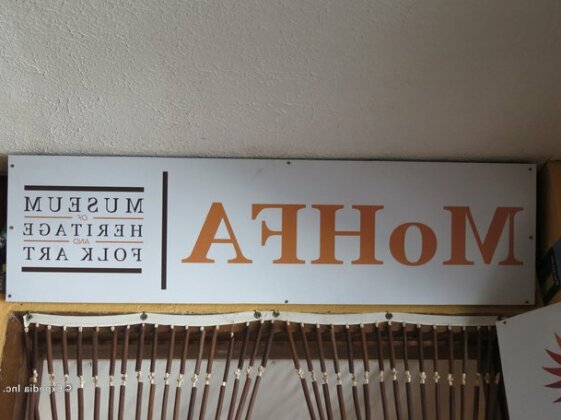 MoHFA
MUSEUM
OF
HERITAGE
AND
FOLK ART
©Expedia Inc.